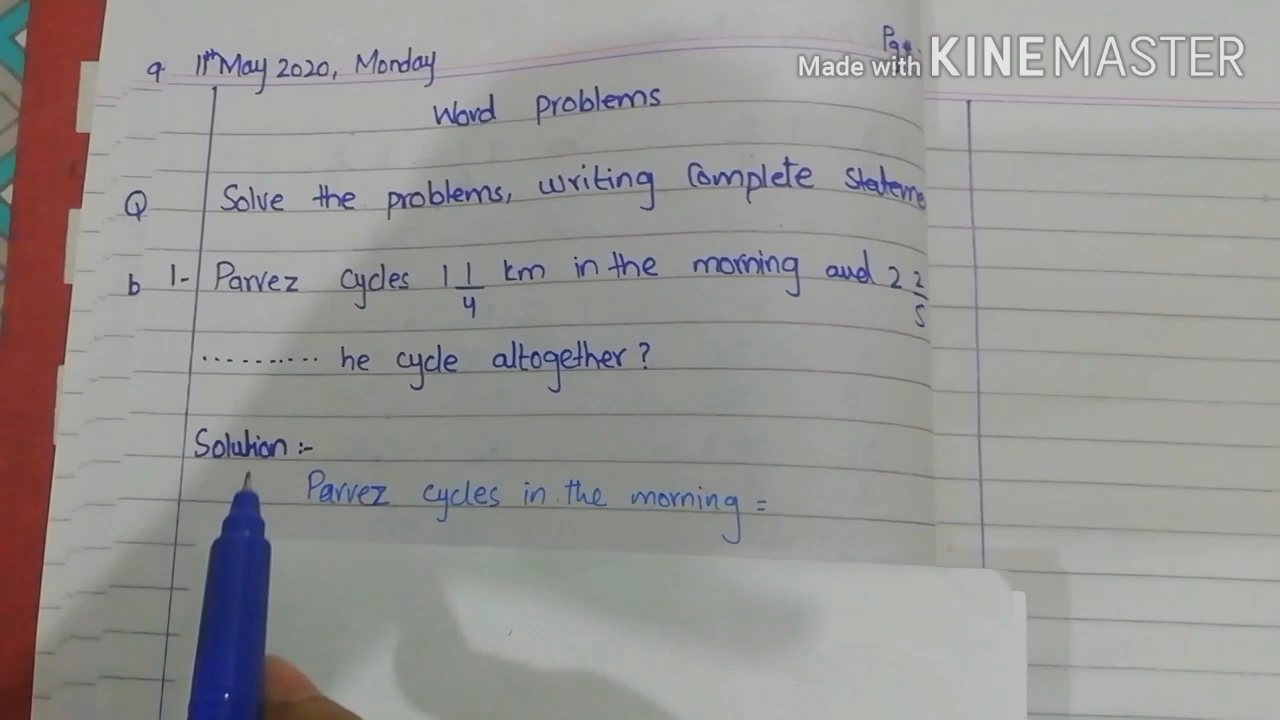 9 11th May 2020, Monday
Pg#.
Made with KINEMASTER
Word problems
Q Solve the problems, writing Complete Stateme
b 1- Parvez cycles 1 1/4 km in the morning and 2 2/5
.......... he cycle altogether?
Solution :-
Parvez cycles in the morning =